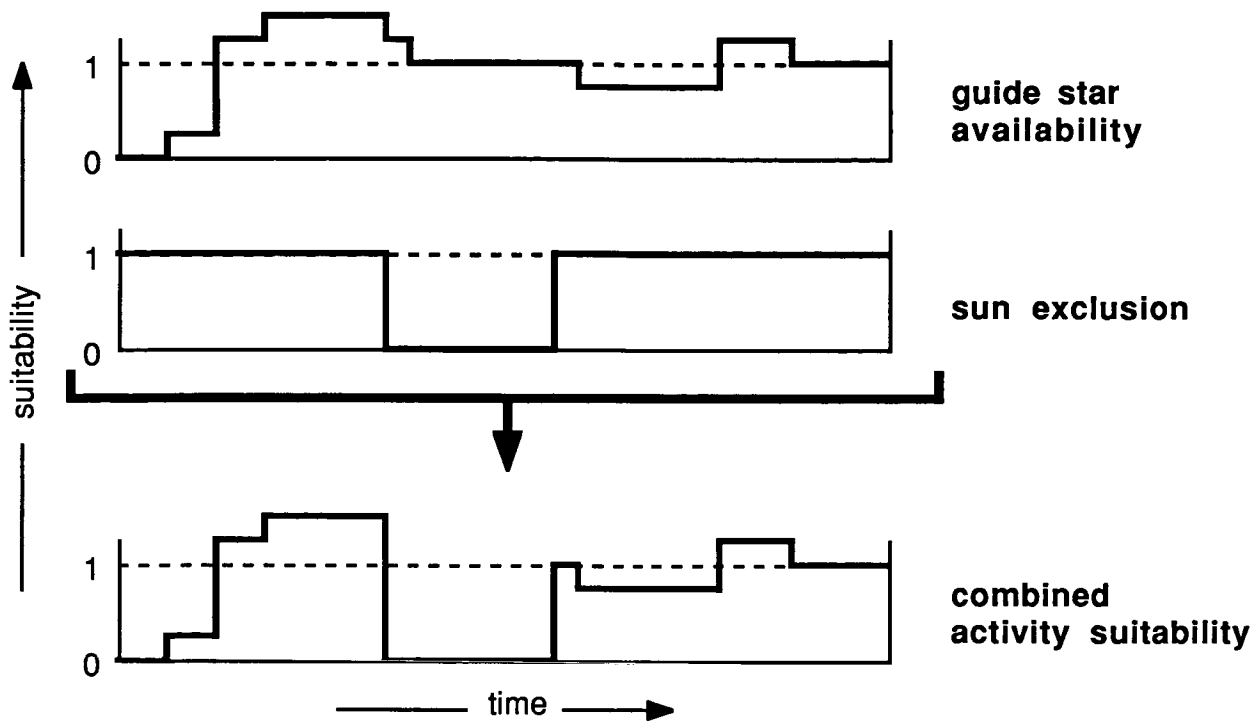 1
0
guide star
availability
1
0
sun exclusion
suitability
1
0
combined
activity suitability
time